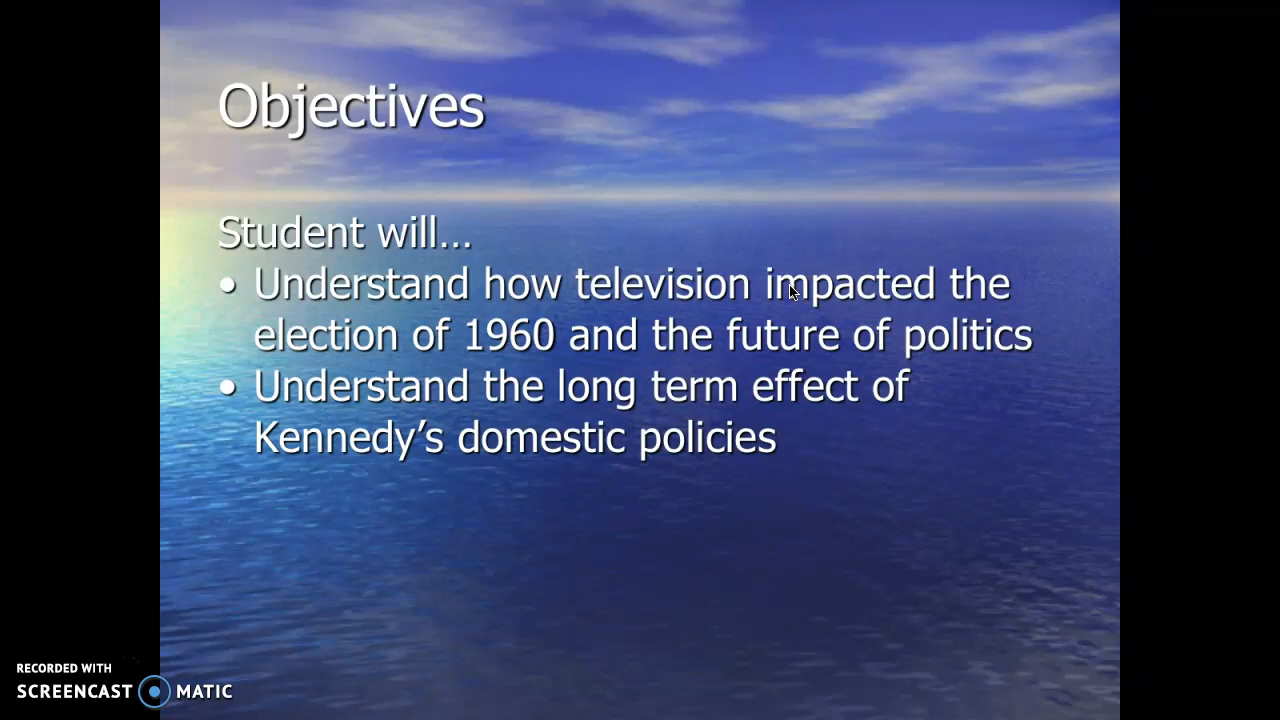 Objectives
Student will...
• Understand how television impacted the
election of 1960 and the future of politics
• Understand the long term effect of
Kennedy’s domestic policies
RECORDED WITH
SCREENCAST MATIC